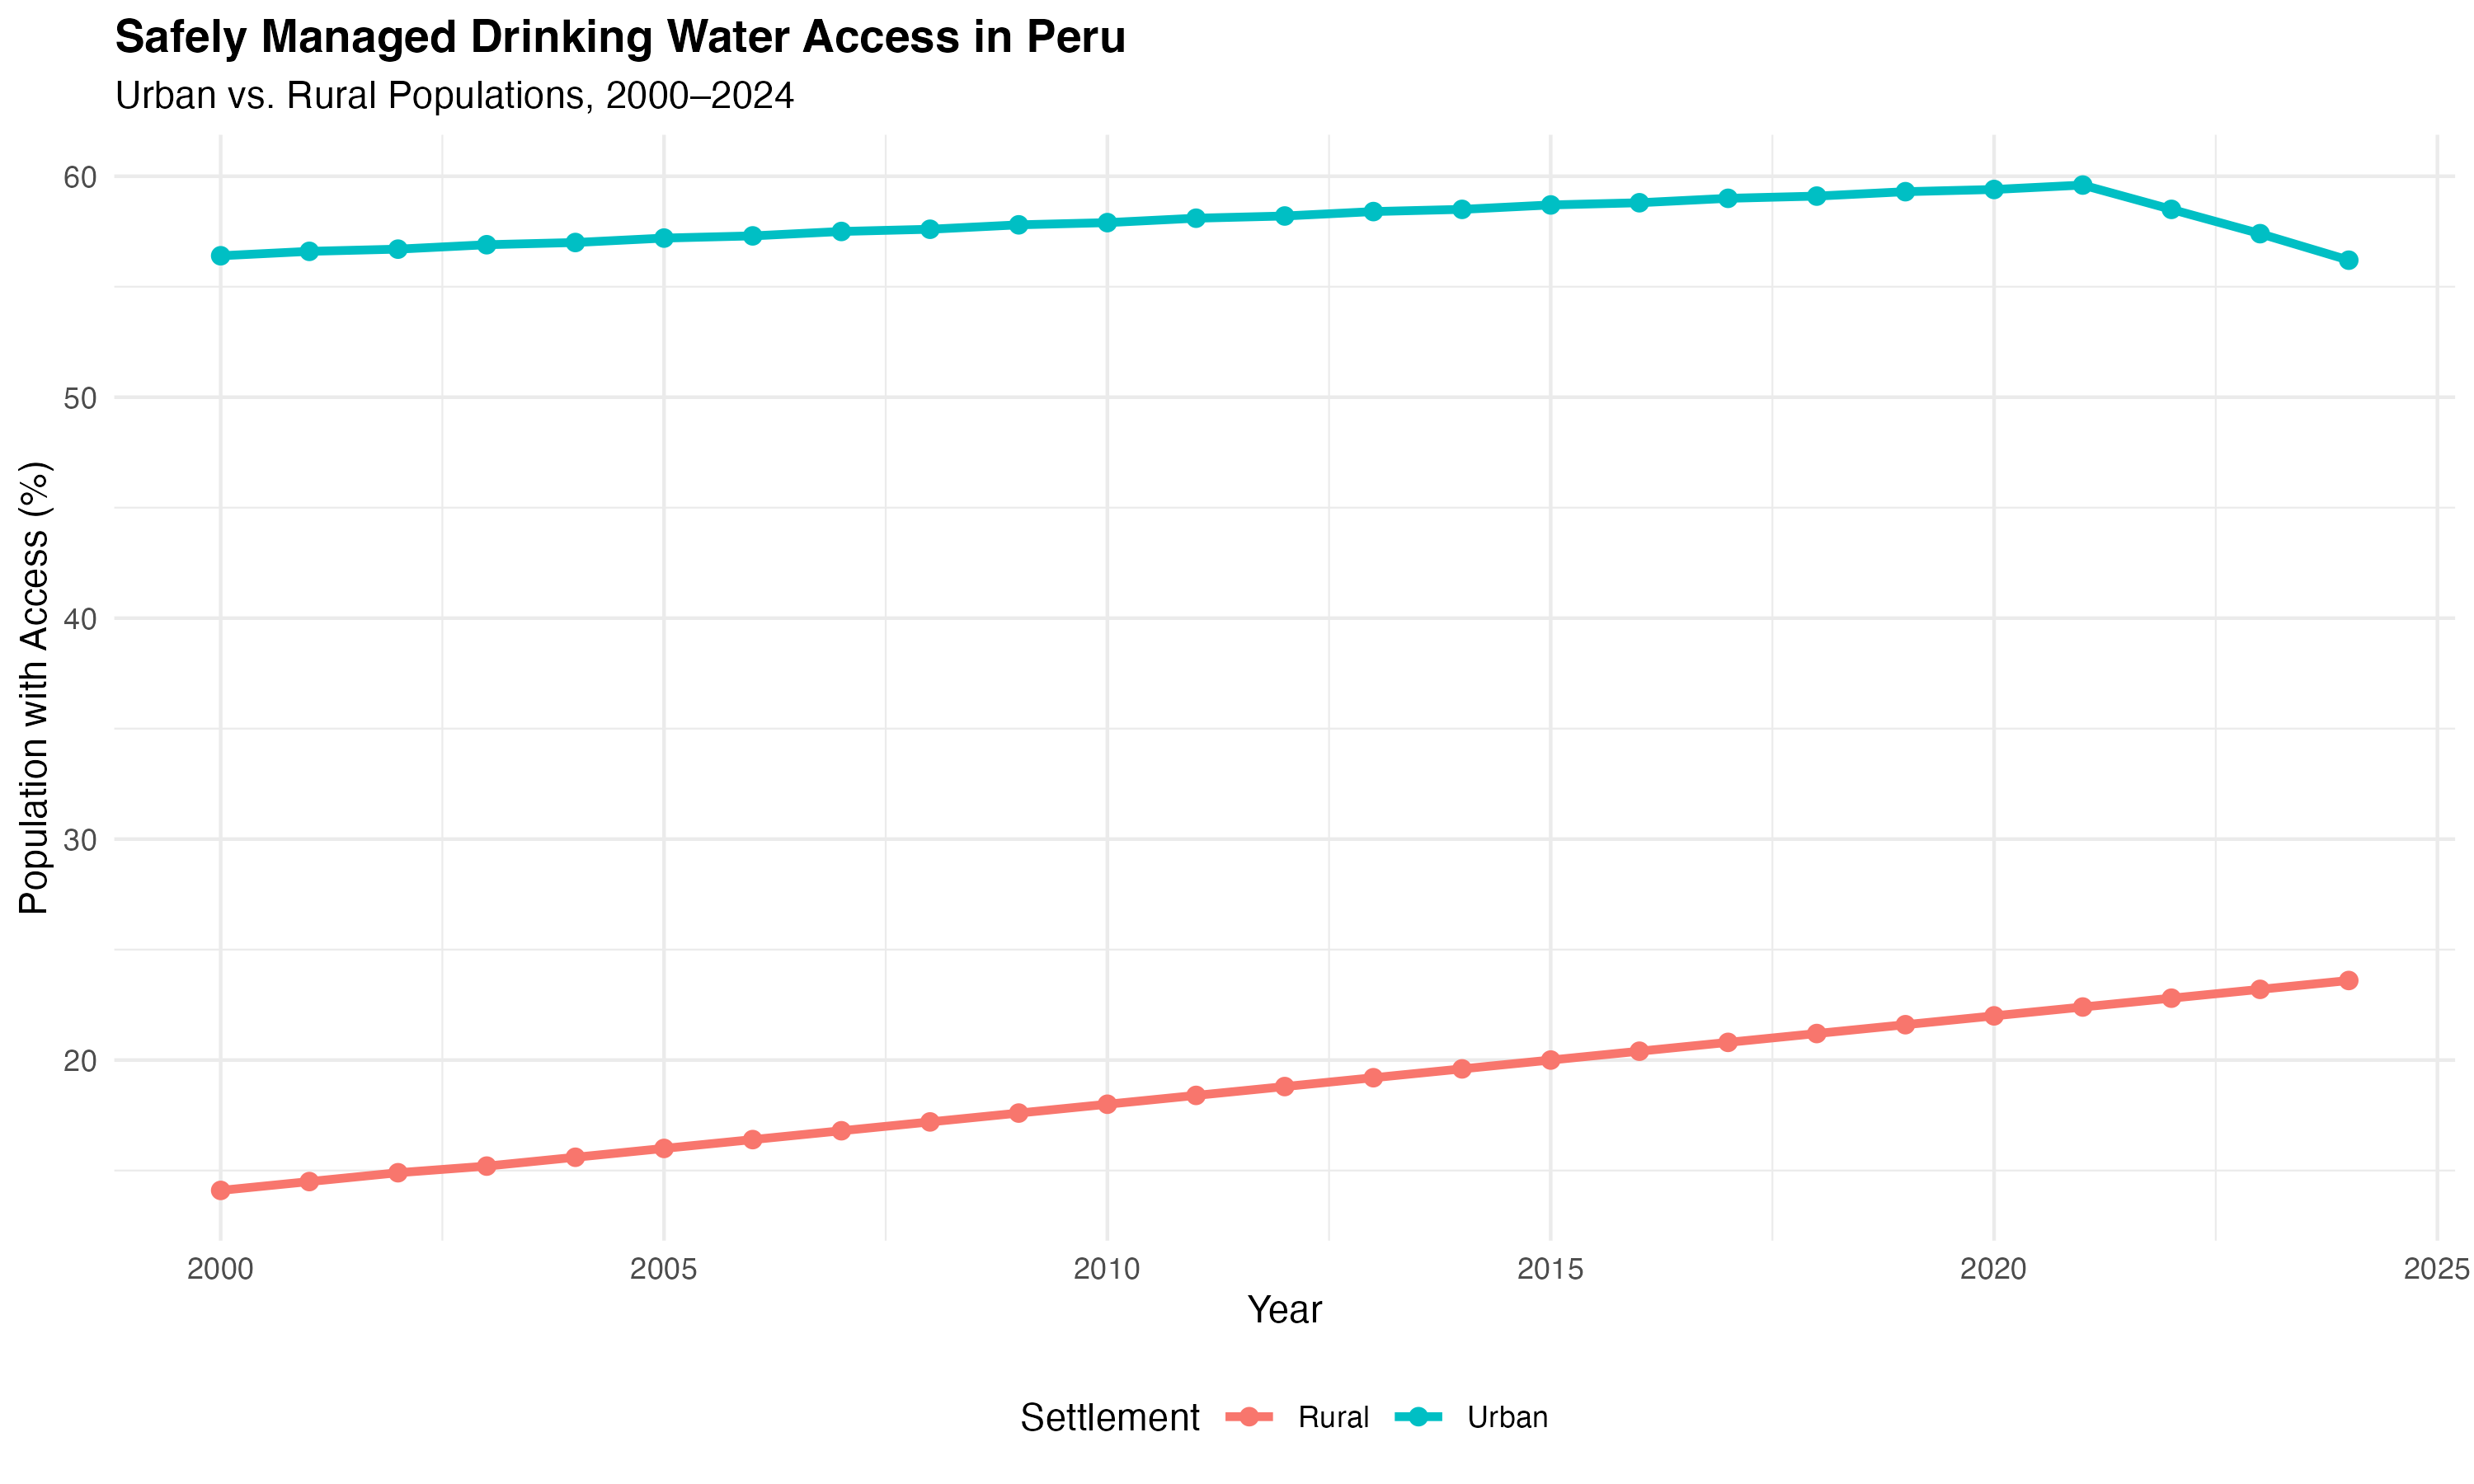 Safely Managed Drinking Water Access in Peru
Urban vs. Rural Populations, 2000–2024
Population with Access (%)
60
50
40
30
20
2000 2005 2010 2015 2020 2025
Year
Settlement Rural Urban